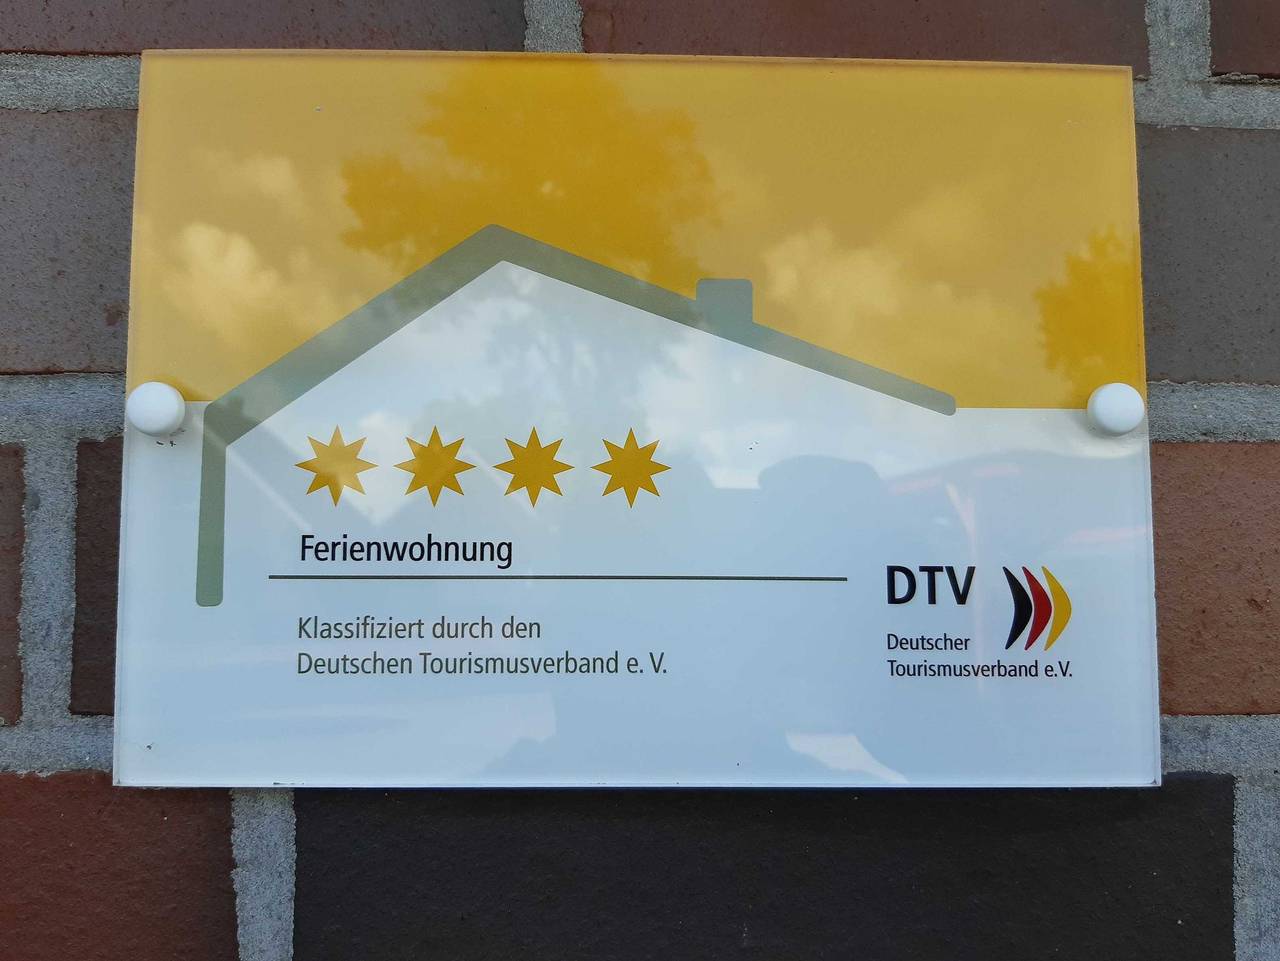 Ferienwohnung
Klassifiziert durch den
Deutschen Tourismusverband e. V.
DTV
Deutscher
Tourismusverband e.V.